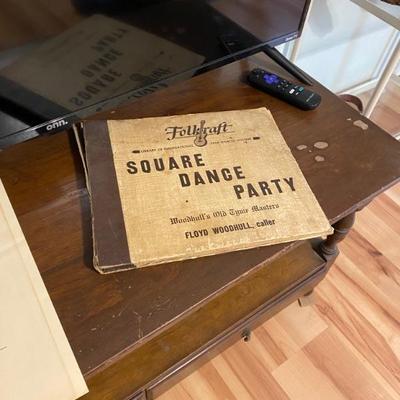 onn.
Folkraft
SQUARE
DANCE
PARTY
Woodhull's Old Tyme Masters
FLOYD WOODHULL, caller